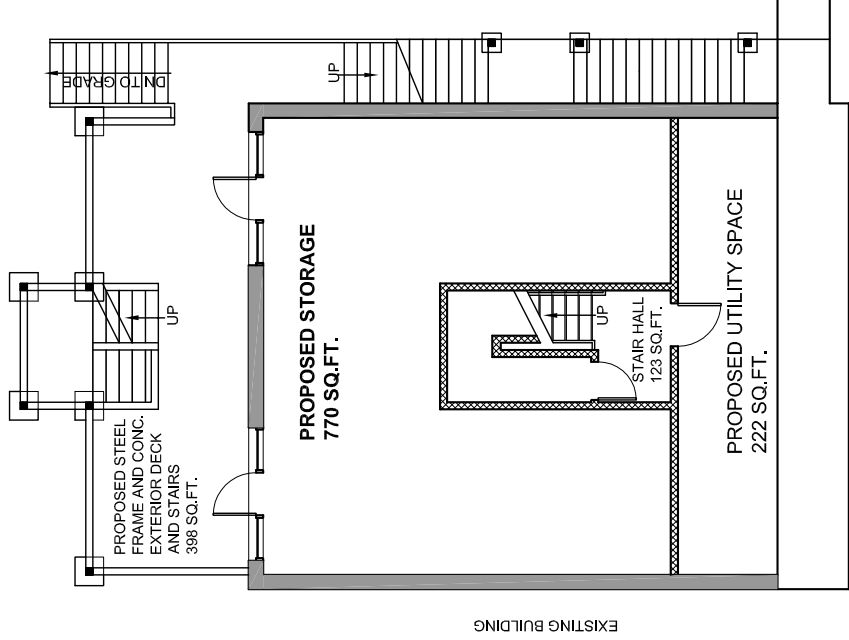 DN TO GRADE
UP
UP
PROPOSED STEEL
FRAME AND CONC.
EXTERIOR DECK
AND STAIRS
398 SQ.FT.
PROPOSED STORAGE
770 SQ.FT.
UP
STAIR HALL
123 SQ.FT.
PROPOSED UTILITY SPACE
222 SQ.FT.
EXISTING BUILDING